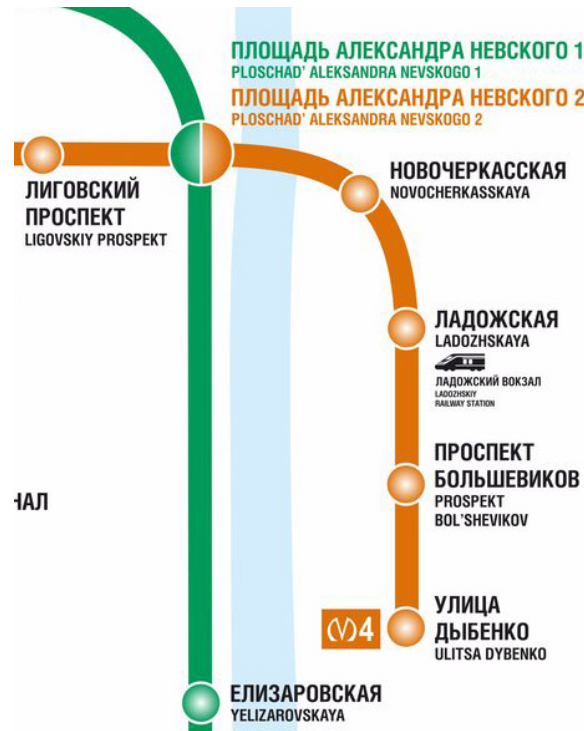 ПЛОЩАДЬ АЛЕКСАНДРА НЕВСКОГО 1
PLOSCHAD' ALEKSANDRA NEVSKOGO 1
ПЛОЩАДЬ АЛЕКСАНДРА НЕВСКОГО 2
PLOSCHAD' ALEKSANDRA NEVSKOGO 2
ЛИГОВСКИЙ
ПРОСПЕКТ
LIGOVSKIY PROSPEKT
НОВОЧЕРКАССКАЯ
NOVOCHERKASSKAYA
ЛАДОЖСКАЯ
LADOZHSKAYA
ЛАДОЖСКИЙ ВОКЗАЛ
LADOZHSKIY
RAILWAY STATION
ПРОСПЕКТ
БОЛЬШЕВИКОВ
PROSPEKT
BOL'SHEVIKOV
НАЛ
4
УЛИЦА
ДЫБЕНКО
ULITSA DYBENKO
ЕЛИЗАРОВСКАЯ
YELIZAROVSKAYA